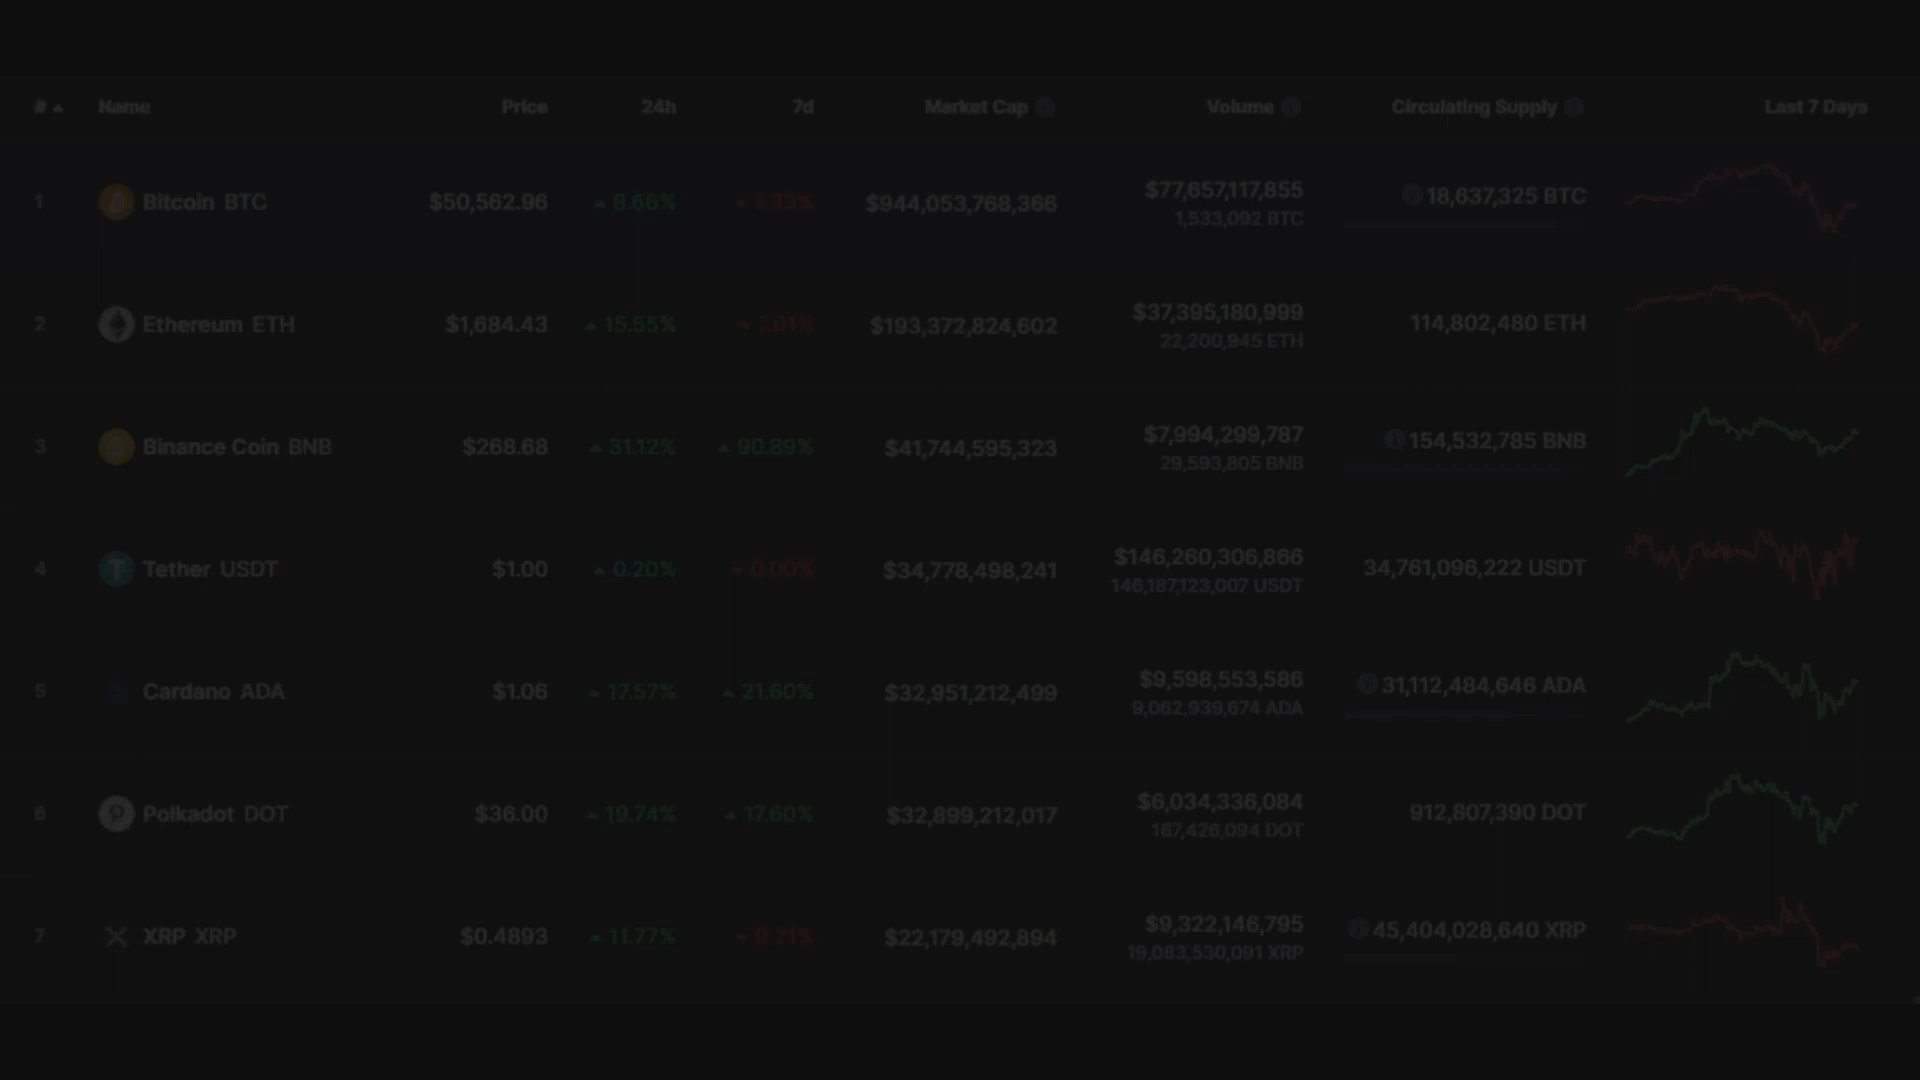 # Name Price 24h 7d Market Cap Volume Circulating Supply Last 7 Days
1 Bitcoin BTC $50,562.96 8.66% $944,053,768,366 $77,657,117,855 18,637,325 BTC
1,533,092 BTC
2 Ethereum ETH $1,684.43 15.55% 7.01% $193,372,824,602 $37,395,180,999 114,802,480 ETH
22,200,945 ETH
3 Binance Coin BNB $268.68 31.12% 90.89% $41,744,595,323 $7,994,299,787 154,532,785 BNB
29,593,805 BNB
4 Tether USDT $1.00 0.20% 0.00% $34,778,498,241 $146,260,306,866 34,761,096,222 USDT
146,187,123,007 USDT
5 Cardano ADA $1.06 17.57% 21.60% $32,951,212,499 $9,598,553,586 31,112,484,646 ADA
9,062,939,674 ADA
6 Polkadot DOT $36.00 19.74% 17.60% $32,899,212,017 $6,034,336,084 912,807,390 DOT
167,426,094 DOT
7 XRP XRP $0.4893 11.77% $22,179,492,894 $9,322,146,795 45,404,028,640 XRP
19,083,530,091 XRP